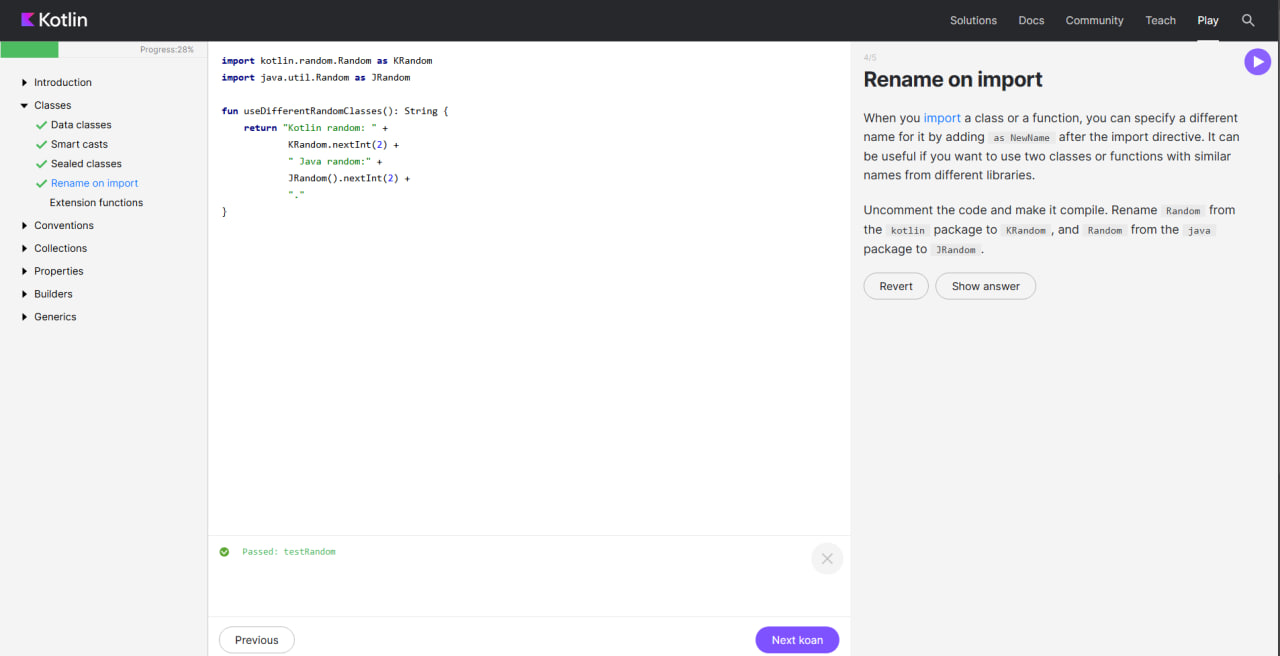 Kotlin
Solutions Docs Community Teach Play
Progress:28%
Introduction
Classes
Data classes
Smart casts
Sealed classes
Rename on import
Extension functions
Conventions
Collections
Properties
Builders
Generics
import kotlin.random.Random as KRandom
import java.util.Random as JRandom
fun useDifferentRandomClasses(): String {
    return "Kotlin random: " +
            KRandom.nextInt(2) +
            " Java random:" +
            JRandom().nextInt(2) +
            "."
}
Passed: testRandom
Previous
Next koan
4/5
Rename on import
When you import a class or a function, you can specify a different
name for it by adding as NewName after the import directive. It can
be useful if you want to use two classes or functions with similar
names from different libraries.
Uncomment the code and make it compile. Rename Random from
the kotlin package to KRandom , and Random from the java
package to JRandom .
Revert
Show answer